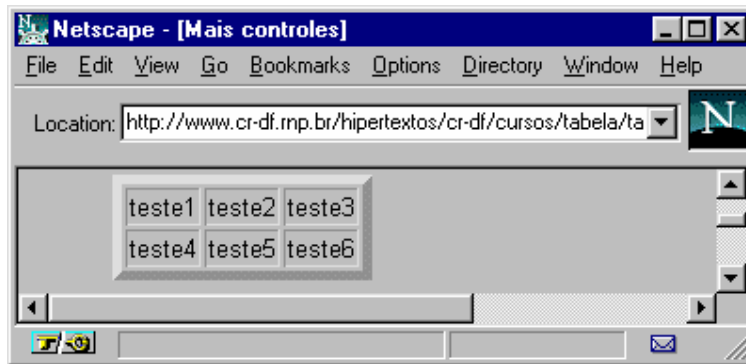 Netscape - [Mais controles]
File Edit View Go Bookmarks Options Directory Window Help
Location: http://www.cr-df.rnp.br/hipertextos/cr-df/cursos/tabela/ta
N
teste1 teste2 teste3
teste4 teste5 teste6